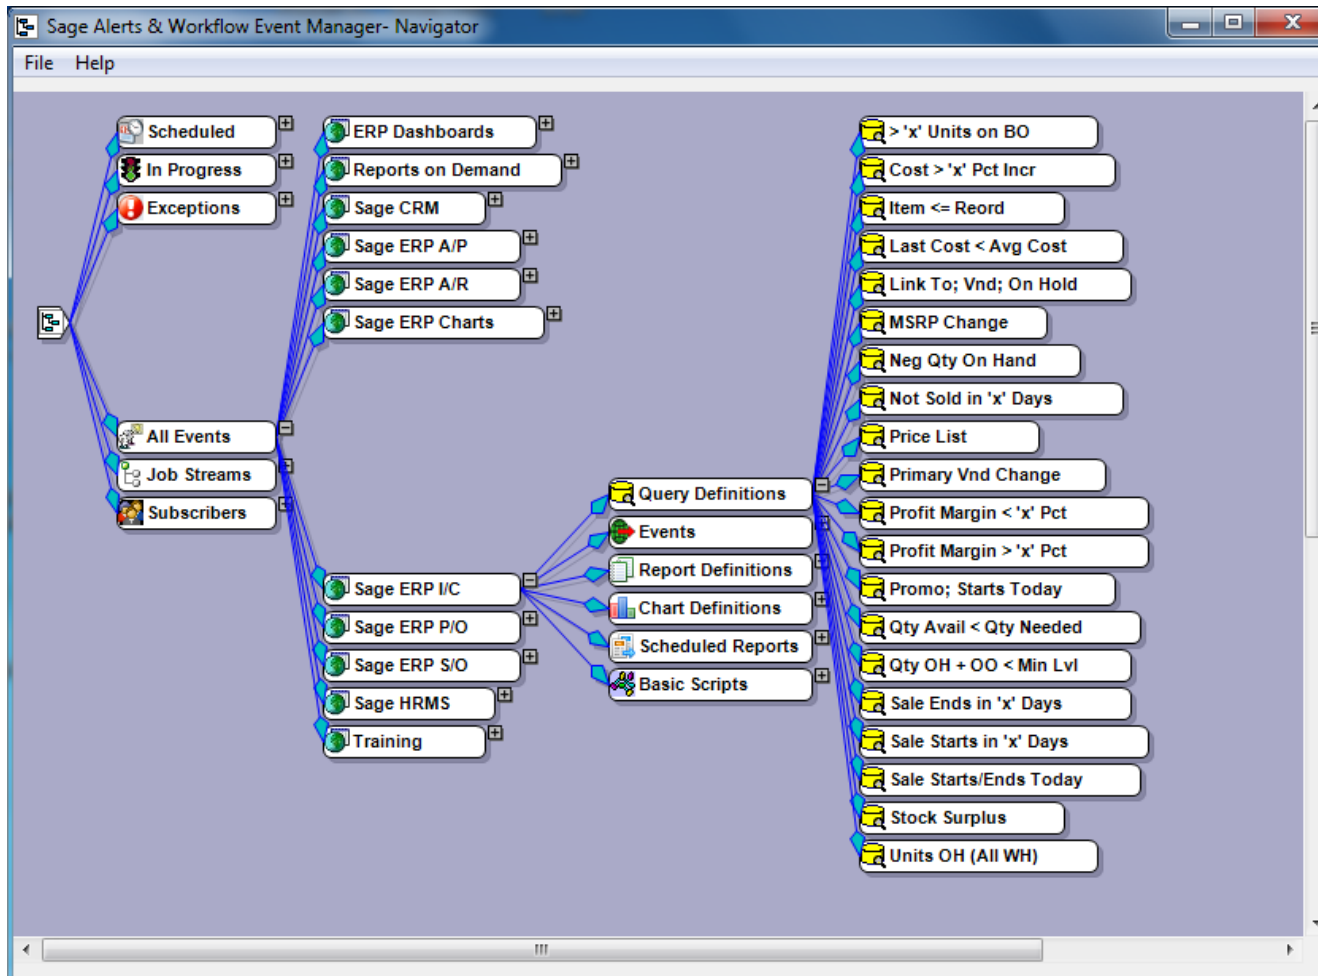 Sage Alerts & Workflow Event Manager- Navigator
File Help
Scheduled
In Progress
Exceptions
All Events
Job Streams
Subscribers
ERP Dashboards
Reports on Demand
Sage CRM
Sage ERP A/P
Sage ERP A/R
Sage ERP Charts
Sage ERP I/C
Sage ERP P/O
Sage ERP S/O
Sage HRMS
Training
Query Definitions
Events
Report Definitions
Chart Definitions
Scheduled Reports
Basic Scripts
> 'x' Units on BO
Cost > 'x' Pct Incr
Item <= Reord
Last Cost < Avg Cost
Link To; Vnd; On Hold
MSRP Change
Neg Qty On Hand
Not Sold in 'x' Days
Price List
Primary Vnd Change
Profit Margin < 'x' Pct
Profit Margin > 'x' Pct
Promo; Starts Today
Qty Avail < Qty Needed
Qty OH + OO < Min Lvl
Sale Ends in 'x' Days
Sale Starts in 'x' Days
Sale Starts/Ends Today
Stock Surplus
Units OH (All WH)